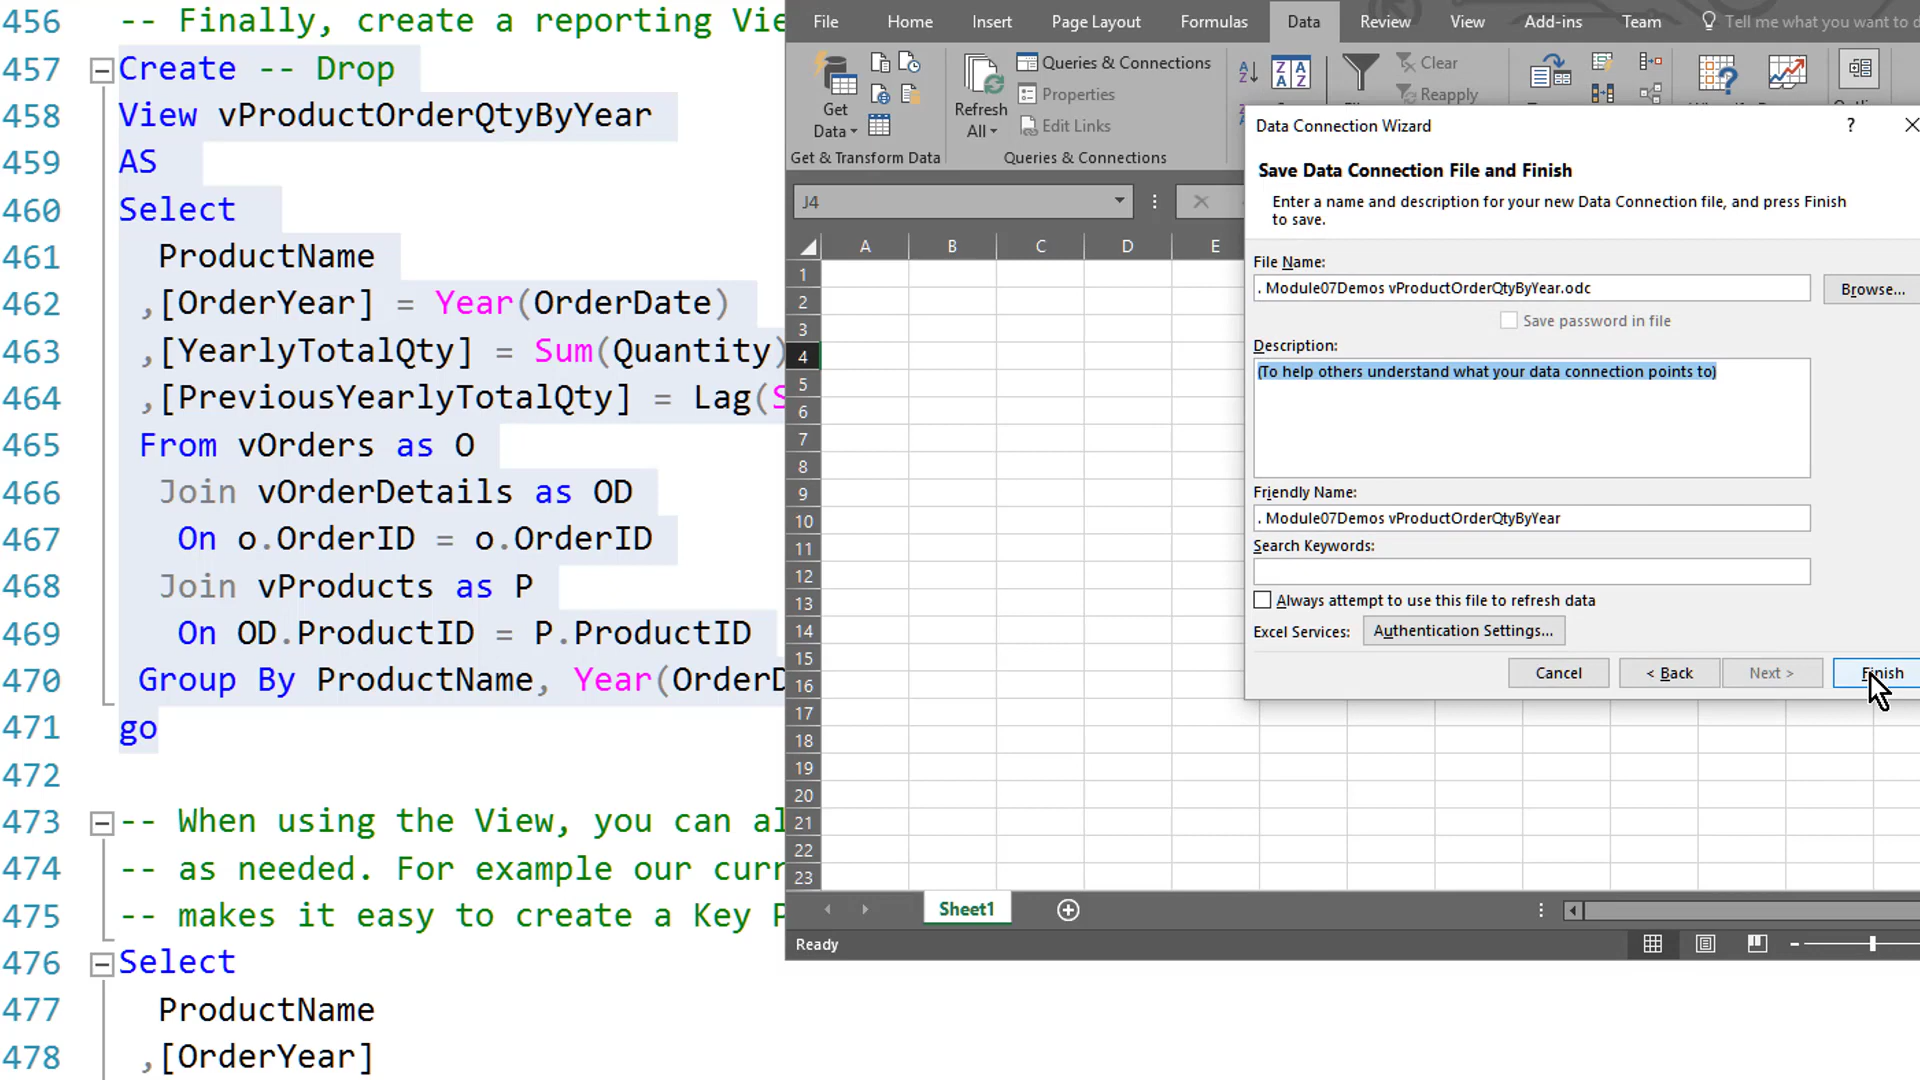 456 -- Finally, create a reporting Vie
457 Create -- Drop
458 View vProductOrderQtyByYear
459 AS
460 Select
461 ProductName
462 ,[OrderYear] = Year(OrderDate)
463 ,[YearlyTotalQty] = Sum(Quantity)
464 ,[PreviousYearlyTotalQty] = Lag(S
465 From vOrders as O
466 Join vOrderDetails as OD
467 On o.OrderID = o.OrderID
468 Join vProducts as P
469 On OD.ProductID = P.ProductID
470 Group By ProductName, Year(OrderD
471 go
472
473 -- When using the View, you can al
474 -- as needed. For example our curr
475 -- makes it easy to create a Key P
476 Select
477 ProductName
478 ,[OrderYear]
File Home Insert Page Layout Formulas Data Review View Add-ins Team Tell me what you want to d
Get Data
Refresh All
Queries & Connections
Properties
Edit Links
Clear
Reapply
Get & Transform Data
Queries & Connections
J4
A B C D E
1
2
3
4
5
6
7
8
9
10
11
12
13
14
15
16
17
18
19
20
21
22
23
Sheet1
Ready
Data Connection Wizard ?
Save Data Connection File and Finish
Enter a name and description for your new Data Connection file, and press Finish
to save.
File Name:
. Module07Demos vProductOrderQtyByYear.odc
Browse...
Save password in file
Description:
(To help others understand what your data connection points to)
Friendly Name:
. Module07Demos vProductOrderQtyByYear
Search Keywords:
Always attempt to use this file to refresh data
Excel Services: Authentication Settings...
Cancel < Back Next > Finish